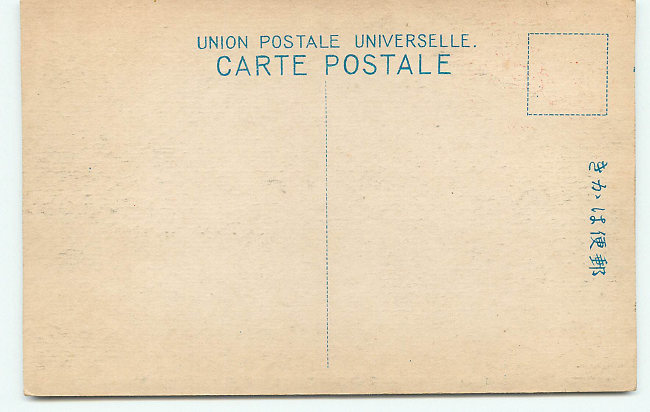 UNION POSTALE UNIVERSELLE.
CARTE POSTALE
きかは便郵